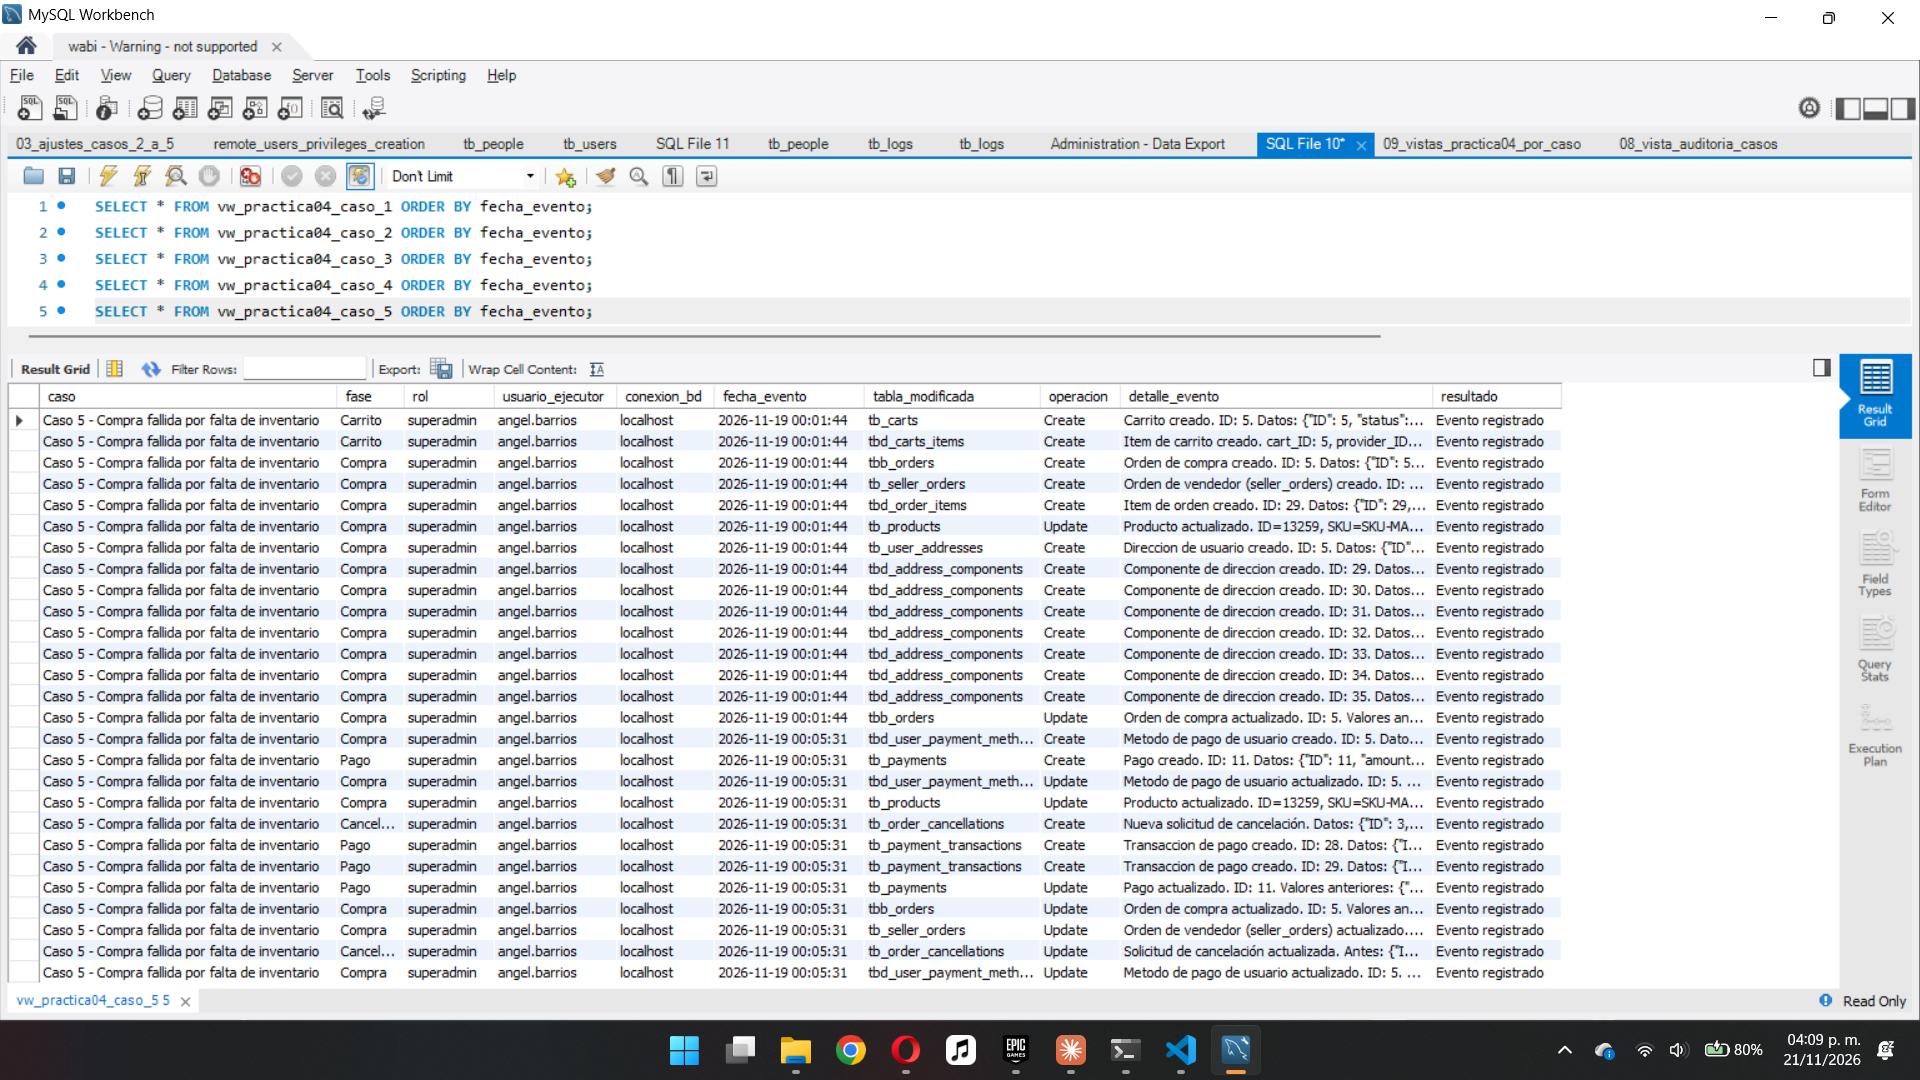 MySQL Workbench
wabi - Warning - not supported
File Edit View Query Database Server Tools Scripting Help
03_ajustes_casos_2_a_5 remote_users_privileges_creation tb_people tb_users SQL File 11 tb_people tb_logs tb_logs Administration - Data Export SQL File 10* 09_vistas_practica04_por_caso 08_vista_auditoria_casos
Don't Limit
1 SELECT * FROM vw_practica04_caso_1 ORDER BY fecha_evento;
2 SELECT * FROM vw_practica04_caso_2 ORDER BY fecha_evento;
3 SELECT * FROM vw_practica04_caso_3 ORDER BY fecha_evento;
4 SELECT * FROM vw_practica04_caso_4 ORDER BY fecha_evento;
5 SELECT * FROM vw_practica04_caso_5 ORDER BY fecha_evento;
Result Grid Filter Rows: Export: Wrap Cell Content:
caso fase rol usuario_ejecutor conexion_bd fecha_evento tabla_modificada operacion detalle_evento resultado
Caso 5 - Compra fallida por falta de inventario Carrito superadmin angel.barrios localhost 2026-11-19 00:01:44 tb_carts Create Carrito creado. ID: 5. Datos: {"ID": 5, "status":... Evento registrado
Caso 5 - Compra fallida por falta de inventario Carrito superadmin angel.barrios localhost 2026-11-19 00:01:44 tbd_carts_items Create Item de carrito creado. cart_ID: 5, provider_ID... Evento registrado
Caso 5 - Compra fallida por falta de inventario Compra superadmin angel.barrios localhost 2026-11-19 00:01:44 tbb_orders Create Orden de compra creado. ID: 5. Datos: {"ID": 5... Evento registrado
Caso 5 - Compra fallida por falta de inventario Compra superadmin angel.barrios localhost 2026-11-19 00:01:44 tb_seller_orders Create Orden de vendedor (seller_orders) creado. ID: ... Evento registrado
Caso 5 - Compra fallida por falta de inventario Compra superadmin angel.barrios localhost 2026-11-19 00:01:44 tbd_order_items Create Item de orden creado. ID: 29. Datos: {"ID": 29,... Evento registrado
Caso 5 - Compra fallida por falta de inventario Compra superadmin angel.barrios localhost 2026-11-19 00:01:44 tb_products Update Producto actualizado. ID=13259, SKU=SKU-MA... Evento registrado
Caso 5 - Compra fallida por falta de inventario Compra superadmin angel.barrios localhost 2026-11-19 00:01:44 tb_user_addresses Create Direccion de usuario creado. ID: 5. Datos: {"ID"... Evento registrado
Caso 5 - Compra fallida por falta de inventario Compra superadmin angel.barrios localhost 2026-11-19 00:01:44 tbd_address_components Create Componente de direccion creado. ID: 29. Datos... Evento registrado
Caso 5 - Compra fallida por falta de inventario Compra superadmin angel.barrios localhost 2026-11-19 00:01:44 tbd_address_components Create Componente de direccion creado. ID: 30. Datos... Evento registrado
Caso 5 - Compra fallida por falta de inventario Compra superadmin angel.barrios localhost 2026-11-19 00:01:44 tbd_address_components Create Componente de direccion creado. ID: 31. Datos... Evento registrado
Caso 5 - Compra fallida por falta de inventario Compra superadmin angel.barrios localhost 2026-11-19 00:01:44 tbd_address_components Create Componente de direccion creado. ID: 32. Datos... Evento registrado
Caso 5 - Compra fallida por falta de inventario Compra superadmin angel.barrios localhost 2026-11-19 00:01:44 tbd_address_components Create Componente de direccion creado. ID: 33. Datos... Evento registrado
Caso 5 - Compra fallida por falta de inventario Compra superadmin angel.barrios localhost 2026-11-19 00:01:44 tbd_address_components Create Componente de direccion creado. ID: 34. Datos... Evento registrado
Caso 5 - Compra fallida por falta de inventario Compra superadmin angel.barrios localhost 2026-11-19 00:01:44 tbd_address_components Create Componente de direccion creado. ID: 35. Datos... Evento registrado
Caso 5 - Compra fallida por falta de inventario Compra superadmin angel.barrios localhost 2026-11-19 00:01:44 tbb_orders Update Orden de compra actualizado. ID: 5. Valores an... Evento registrado
Caso 5 - Compra fallida por falta de inventario Compra superadmin angel.barrios localhost 2026-11-19 00:05:31 tbd_user_payment_meth... Create Metodo de pago de usuario creado. ID: 5. Dato... Evento registrado
Caso 5 - Compra fallida por falta de inventario Pago superadmin angel.barrios localhost 2026-11-19 00:05:31 tb_payments Create Pago creado. ID: 11. Datos: {"ID": 11, "amount... Evento registrado
Caso 5 - Compra fallida por falta de inventario Compra superadmin angel.barrios localhost 2026-11-19 00:05:31 tbd_user_payment_meth... Update Metodo de pago de usuario actualizado. ID: 5. ... Evento registrado
Caso 5 - Compra fallida por falta de inventario Compra superadmin angel.barrios localhost 2026-11-19 00:05:31 tb_products Update Producto actualizado. ID=13259, SKU=SKU-MA... Evento registrado
Caso 5 - Compra fallida por falta de inventario Cancel... superadmin angel.barrios localhost 2026-11-19 00:05:31 tb_order_cancellations Create Nueva solicitud de cancelación. Datos: {"ID": 3,... Evento registrado
Caso 5 - Compra fallida por falta de inventario Pago superadmin angel.barrios localhost 2026-11-19 00:05:31 tb_payment_transactions Create Transaccion de pago creado. ID: 28. Datos: {"I... Evento registrado
Caso 5 - Compra fallida por falta de inventario Pago superadmin angel.barrios localhost 2026-11-19 00:05:31 tb_payment_transactions Create Transaccion de pago creado. ID: 29. Datos: {"I... Evento registrado
Caso 5 - Compra fallida por falta de inventario Pago superadmin angel.barrios localhost 2026-11-19 00:05:31 tb_payments Update Pago actualizado. ID: 11. Valores anteriores: {"... Evento registrado
Caso 5 - Compra fallida por falta de inventario Compra superadmin angel.barrios localhost 2026-11-19 00:05:31 tbb_orders Update Orden de compra actualizado. ID: 5. Valores an... Evento registrado
Caso 5 - Compra fallida por falta de inventario Compra superadmin angel.barrios localhost 2026-11-19 00:05:31 tb_seller_orders Update Orden de vendedor (seller_orders) actualizado.... Evento registrado
Caso 5 - Compra fallida por falta de inventario Cancel... superadmin angel.barrios localhost 2026-11-19 00:05:31 tb_order_cancellations Update Solicitud de cancelación actualizada. Antes: {"I... Evento registrado
Caso 5 - Compra fallida por falta de inventario Compra superadmin angel.barrios localhost 2026-11-19 00:05:31 tbd_user_payment_meth... Update Metodo de pago de usuario actualizado. ID: 5. ... Evento registrado
Result
Grid
Form
Editor
Field
Types
Query
Stats
Execution
Plan
vw_practica04_caso_5 5
Read Only
EPIC
GAMES
80%
04:09 p. m.
21/11/2026